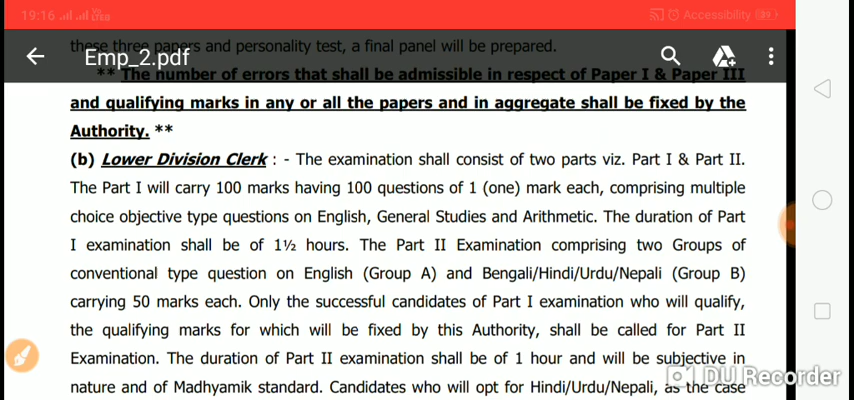 19:16
Accessibility
these three papers and personality test, a final panel will be prepared.
Emp_2.pdf
** The number of errors that shall be admissible in respect of Paper I & Paper III
and qualifying marks in any or all the papers and in aggregate shall be fixed by the
Authority. **
(b) Lower Division Clerk : - The examination shall consist of two parts viz. Part I & Part II.
The Part I will carry 100 marks having 100 questions of 1 (one) mark each, comprising multiple
choice objective type questions on English, General Studies and Arithmetic. The duration of Part
I examination shall be of 1½ hours. The Part II Examination comprising two Groups of
conventional type question on English (Group A) and Bengali/Hindi/Urdu/Nepali (Group B)
carrying 50 marks each. Only the successful candidates of Part I examination who will qualify,
the qualifying marks for which will be fixed by this Authority, shall be called for Part II
Examination. The duration of Part II examination shall be of 1 hour and will be subjective in
nature and of Madhyamik standard. Candidates who will opt for Hindi/Urdu/Nepali, as the case
DU Recorder